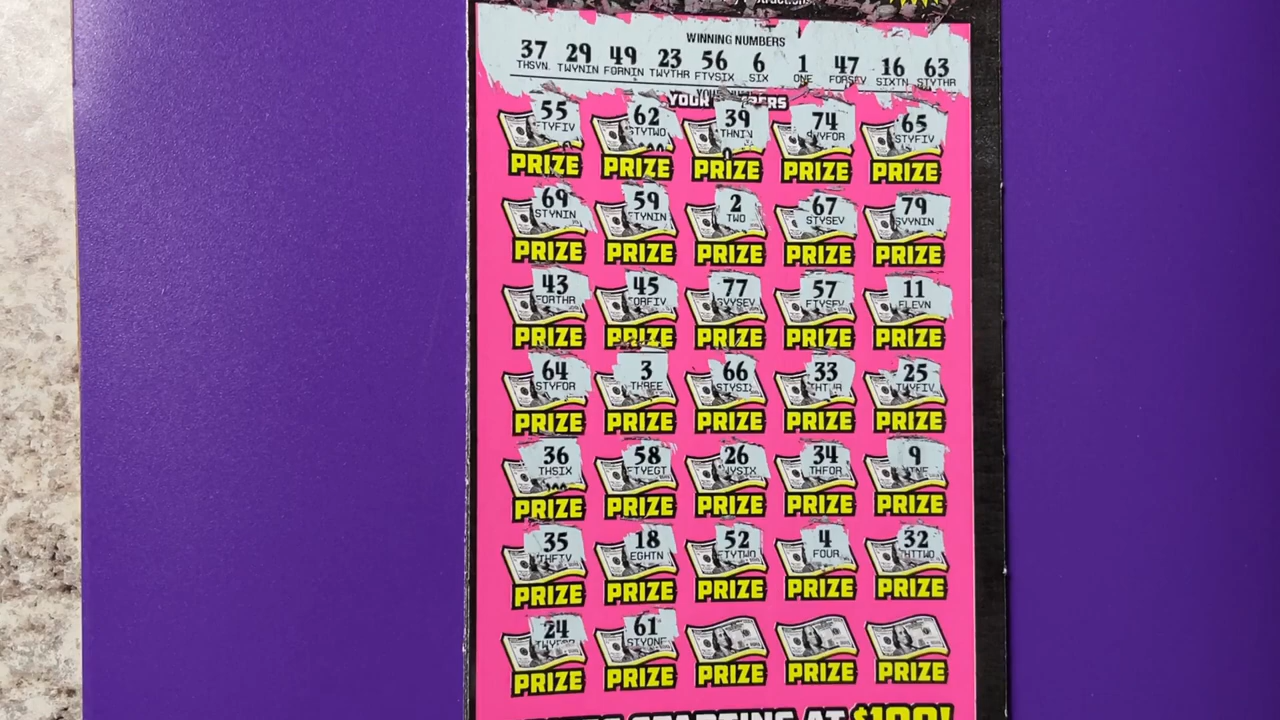 WINNING NUMBERS
37 29 49 23 56 6 1 47 16 63
THSVN TWYNIN FORNIN TWYTHR FTYSIX SIX ONE FORSEV SIXTN STYTHR
YOUR
55 62 39 74 65
STYFIV
PRIZE PRIZE PRIZE PRIZE PRIZE
69 59 2 67 79
STYNIN TWO STYSEV SVYNIN
PRIZE PRIZE PRIZE PRIZE PRIZE
43 45 77 57 11
FORTHR SVYSEV FTYSEV ELEVN
PRIZE PRIZE PRIZE PRIZE PRIZE
64 3 66 33 25
STYFOR THREE TWYFIV
PRIZE PRIZE PRIZE PRIZE PRIZE
36 58 26 34 9
THSIX FTYEGT THFOR
PRIZE PRIZE PRIZE PRIZE PRIZE
35 18 52 4 32
THFIV EGHTN FTYTWO FOUR THTWO
PRIZE PRIZE PRIZE PRIZE PRIZE
24 61
STYONE
PRIZE PRIZE PRIZE PRIZE PRIZE
STARTING AT $100!